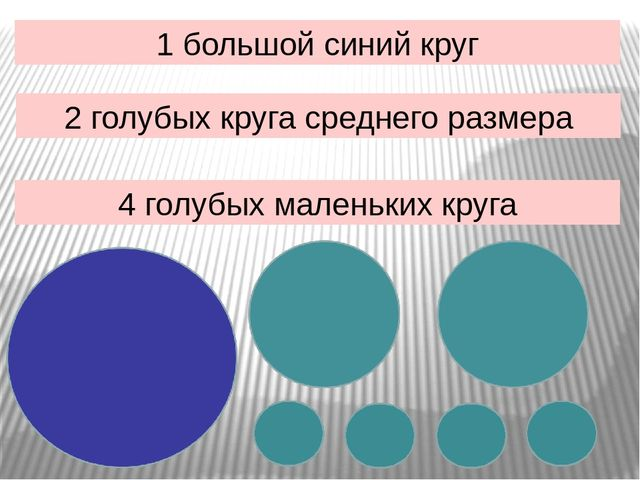 1 большой синий круг
2 голубых круга среднего размера
4 голубых маленьких круга